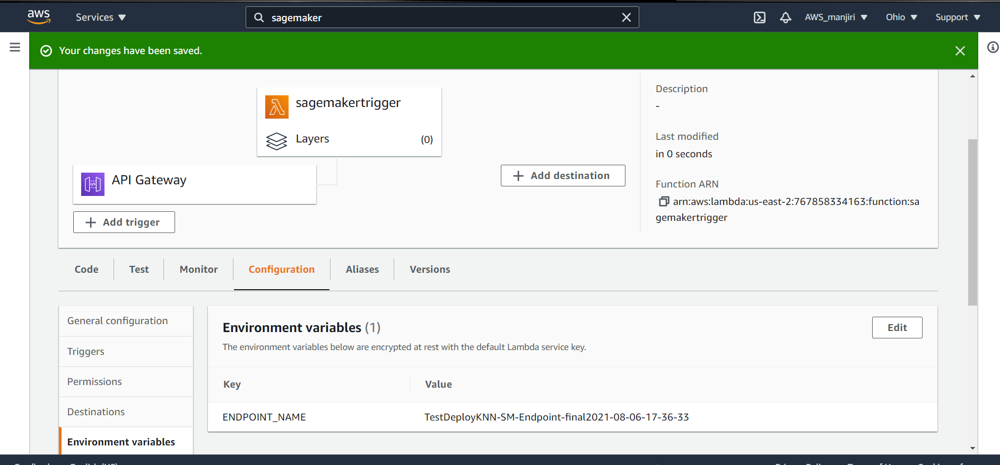 aws
Services
sagemaker
AWS_manjiri
Ohio
Support
Your changes have been saved.
sagemakertrigger
Layers
(0)
API Gateway
Add trigger
Add destination
Description
-
Last modified
in 0 seconds
Function ARN
arn:aws:lambda:us-east-2:767858334163:function:sa
gemakertrigger
Code
Test
Monitor
Configuration
Aliases
Versions
General configuration
Triggers
Permissions
Destinations
Environment variables
Environment variables (1)
Edit
The environment variables below are encrypted at rest with the default Lambda service key.
Key
Value
ENDPOINT_NAME
TestDeployKNN-SM-Endpoint-final2021-08-06-17-36-33